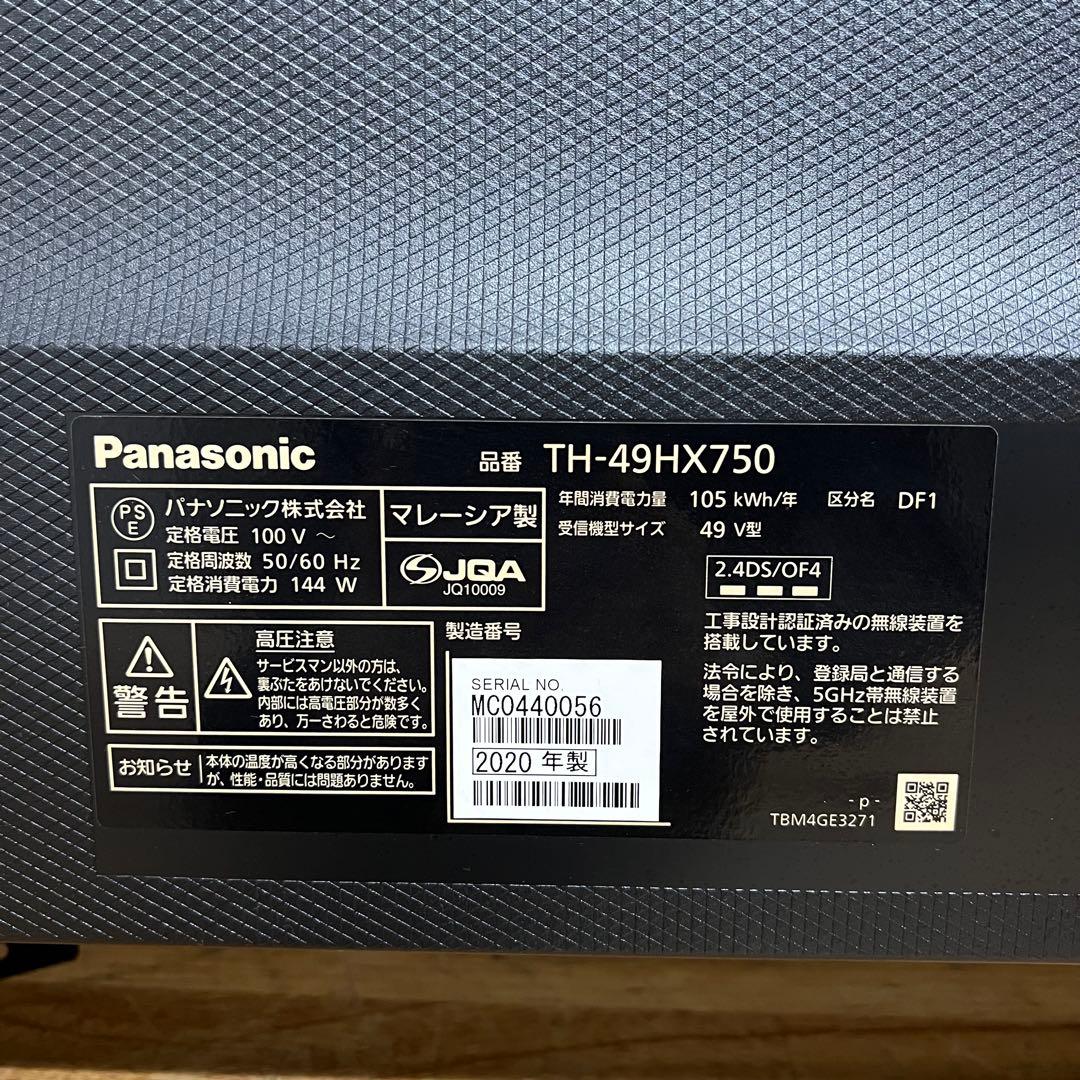 Panasonic
品番 TH-49HX750
PS
E
パナソニック株式会社
定格電圧 100 V ～
定格周波数 50/60 Hz
定格消費電力 144 W
マレーシア製
JQA
JQ10009
年間消費電力量 105 kWh/年 区分名 DF1
受信機型サイズ 49 V型
2.4DS/OF4
工事設計認証済みの無線装置を
搭載しています。
法令により、登録局と通信する
場合を除き、5GHz帯無線装置
を屋外で使用することは禁止
されています。
警告
高圧注意
サービスマン以外の方は、
裏ぶたをあけないでください。
内部には高電圧部分が数多く
あり、万一さわると危険です。
お知らせ
本体の温度が高くなる部分があります
が、性能・品質には問題ありません。
製造番号
SERIAL NO.
MC0440056
2020 年製
- p -
TBM4GE3271